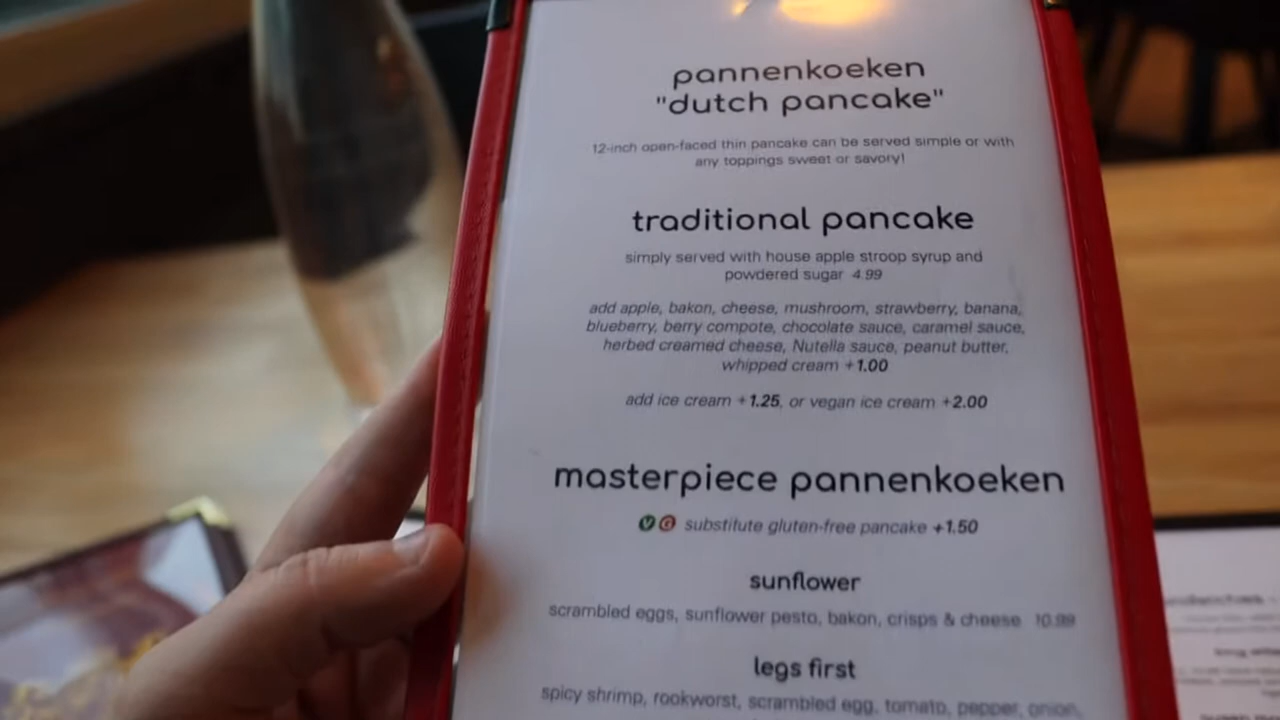 pannenkoeken
"dutch pancake"
12-inch open-faced thin pancake can be served simple or with
any toppings sweet or savory!
traditional pancake
simply served with house apple stroop syrup and
powdered sugar 4.99
add apple, bakon, cheese, mushroom, strawberry, banana,
blueberry, berry compote, chocolate sauce, caramel sauce,
herbed creamed cheese, Nutella sauce, peanut butter,
whipped cream +1.00
add ice cream +1.25, or vegan ice cream +2.00
masterpiece pannenkoeken
V G substitute gluten-free pancake +1.50
sunflower
scrambled eggs, sunflower pesto, bakon, crisps & cheese 10.99
legs first
spicy shrimp, rookworst, scrambled egg, tomato, pepper, onion,